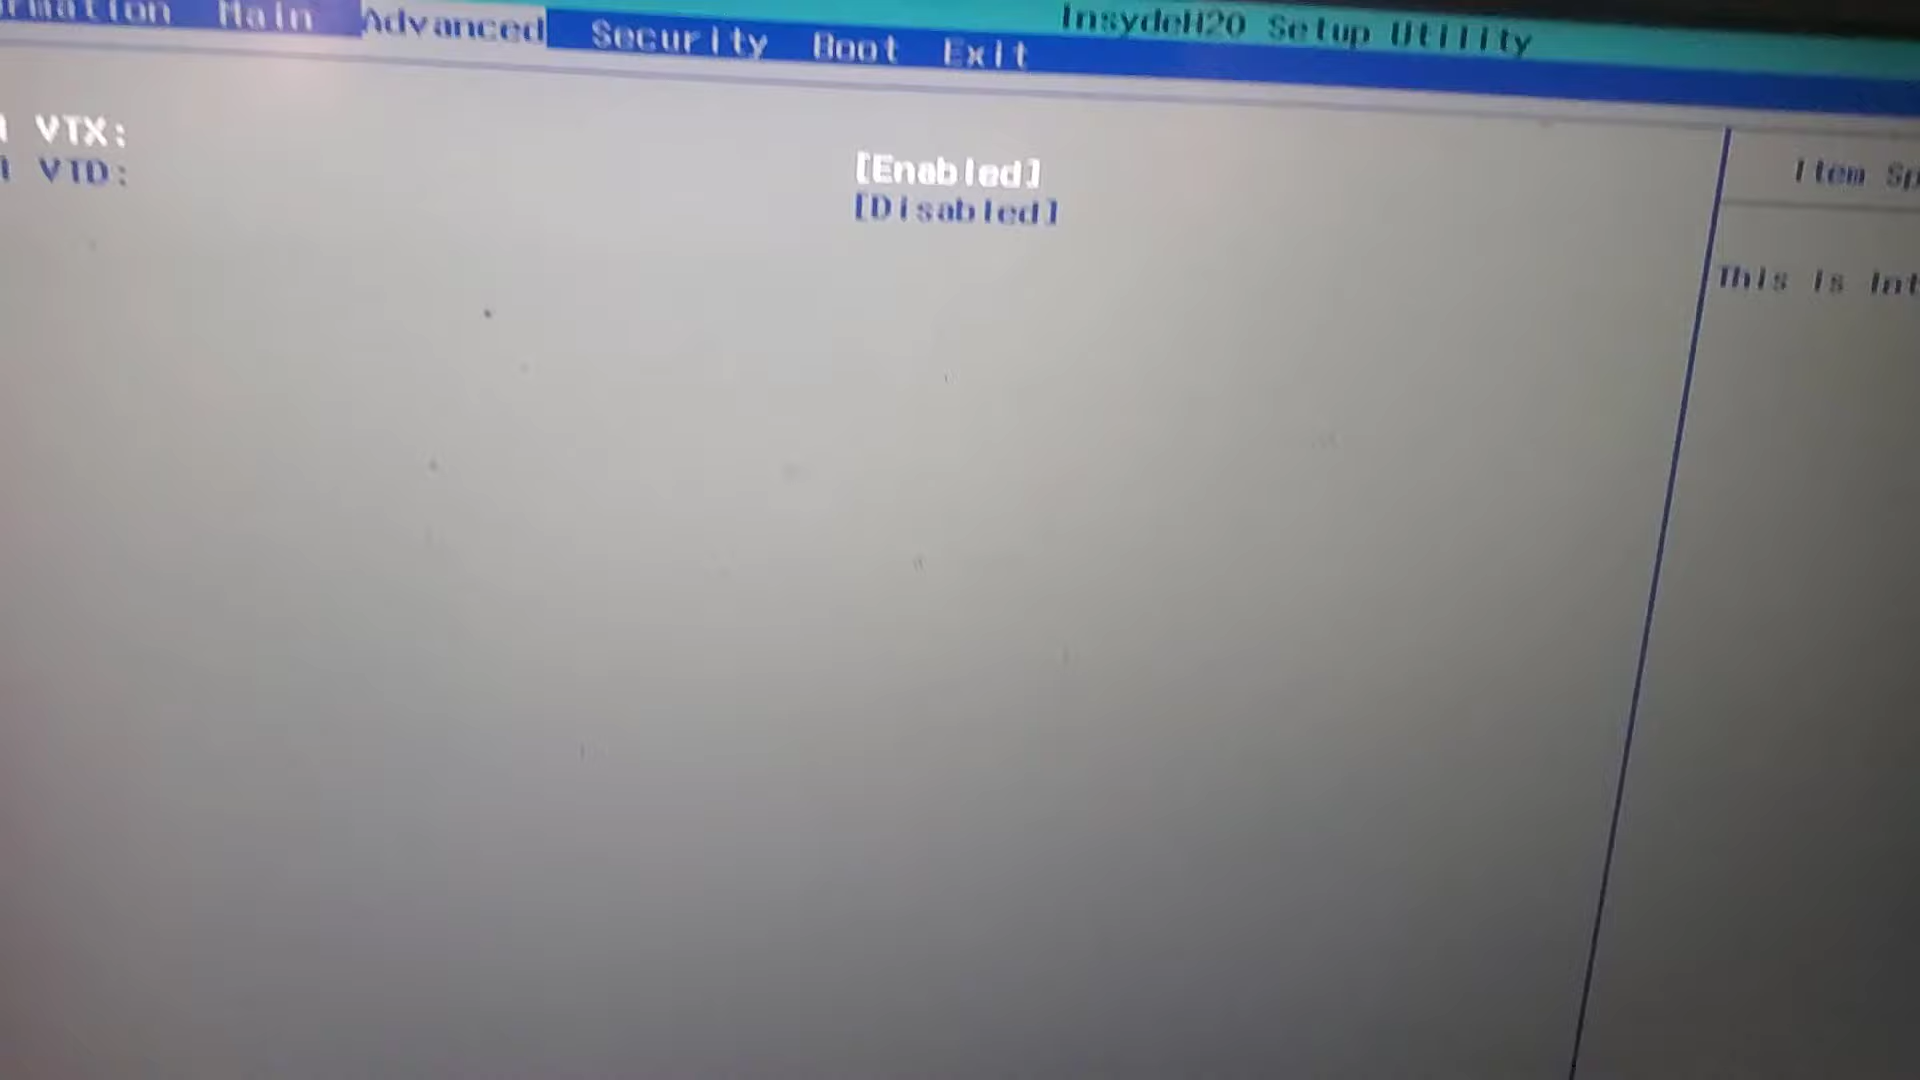 InsydeH20 Setup Utility
Main Advanced Security Boot Exit
VTX: [Enabled]
VTD: [Disabled]
Item
This is